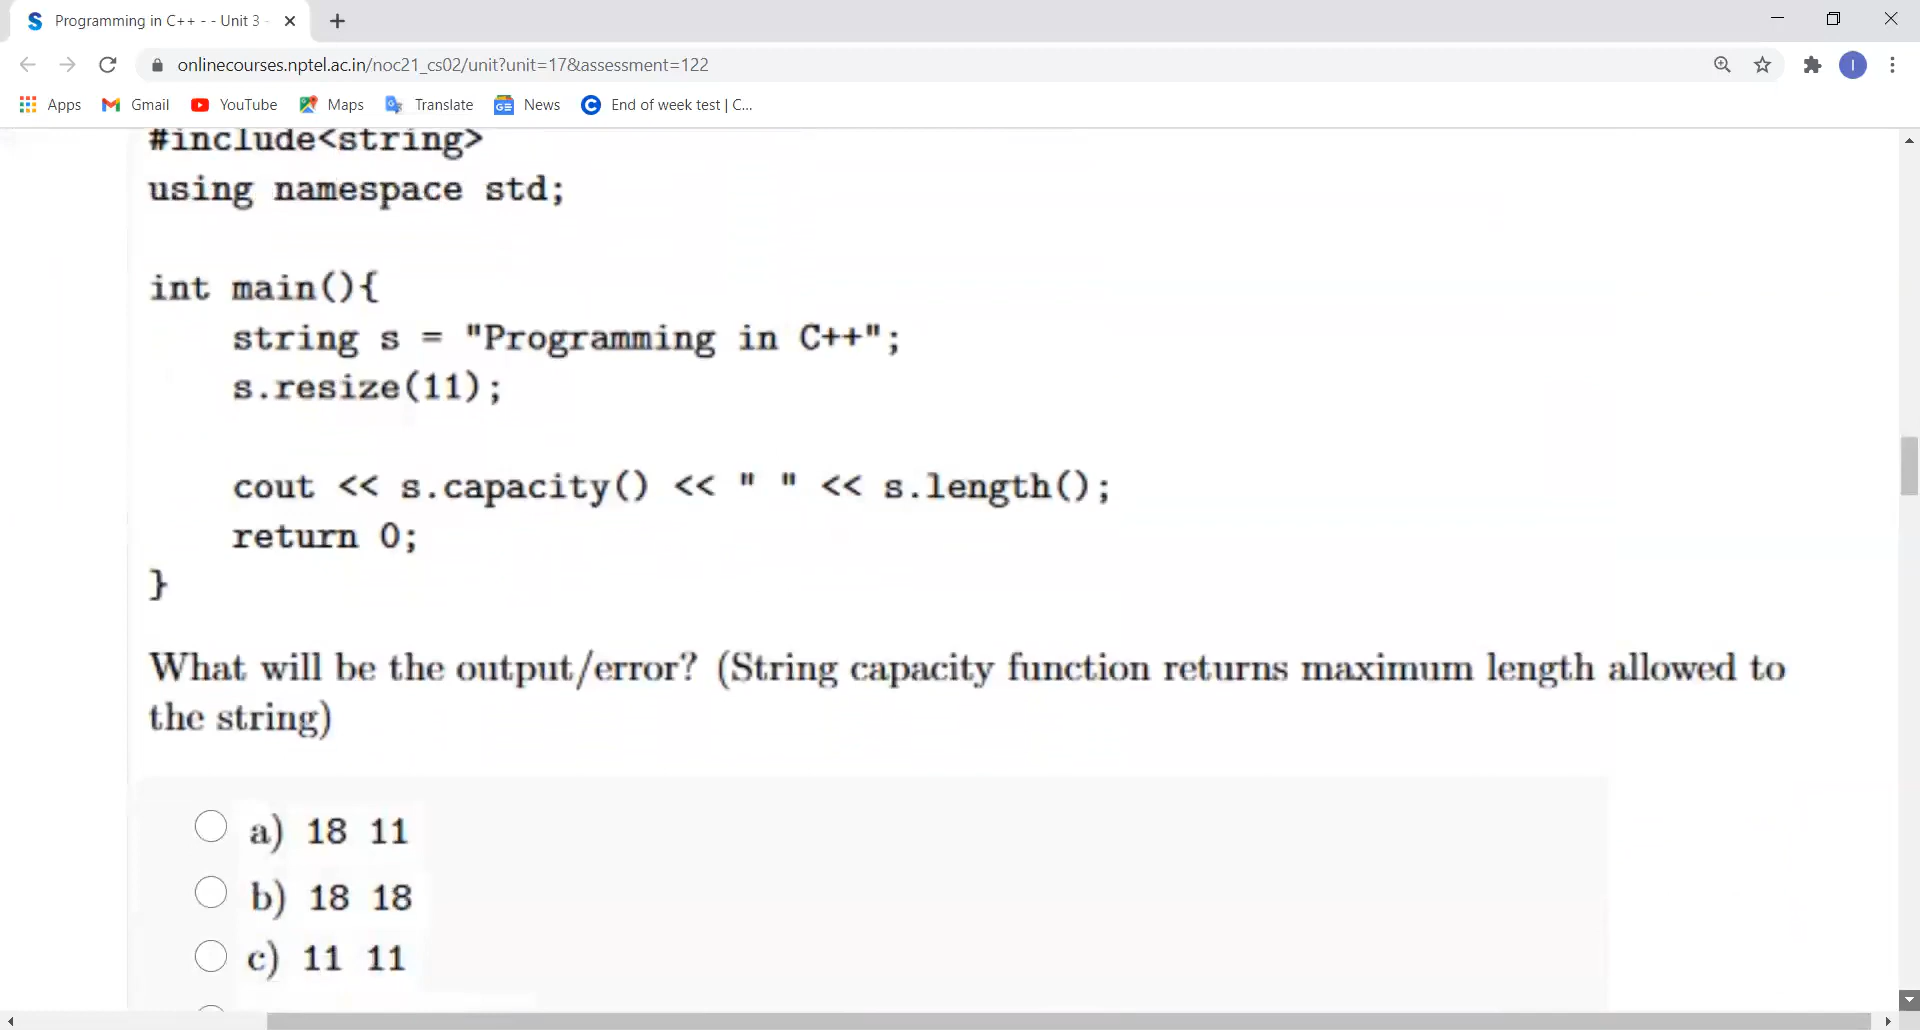 Programming in C++ - - Unit 3 -
onlinecourses.nptel.ac.in/noc21_cs02/unit?unit=17&assessment=122
I
Apps Gmail YouTube Maps Translate News End of week test | C...
#include<string>
using namespace std;
int main(){
string s = "Programming in C++";
s.resize(11);
cout << s.capacity() << " " << s.length();
return 0;
}
What will be the output/error? (String capacity function returns maximum length allowed to
the string)
a) 18 11
b) 18 18
c) 11 11